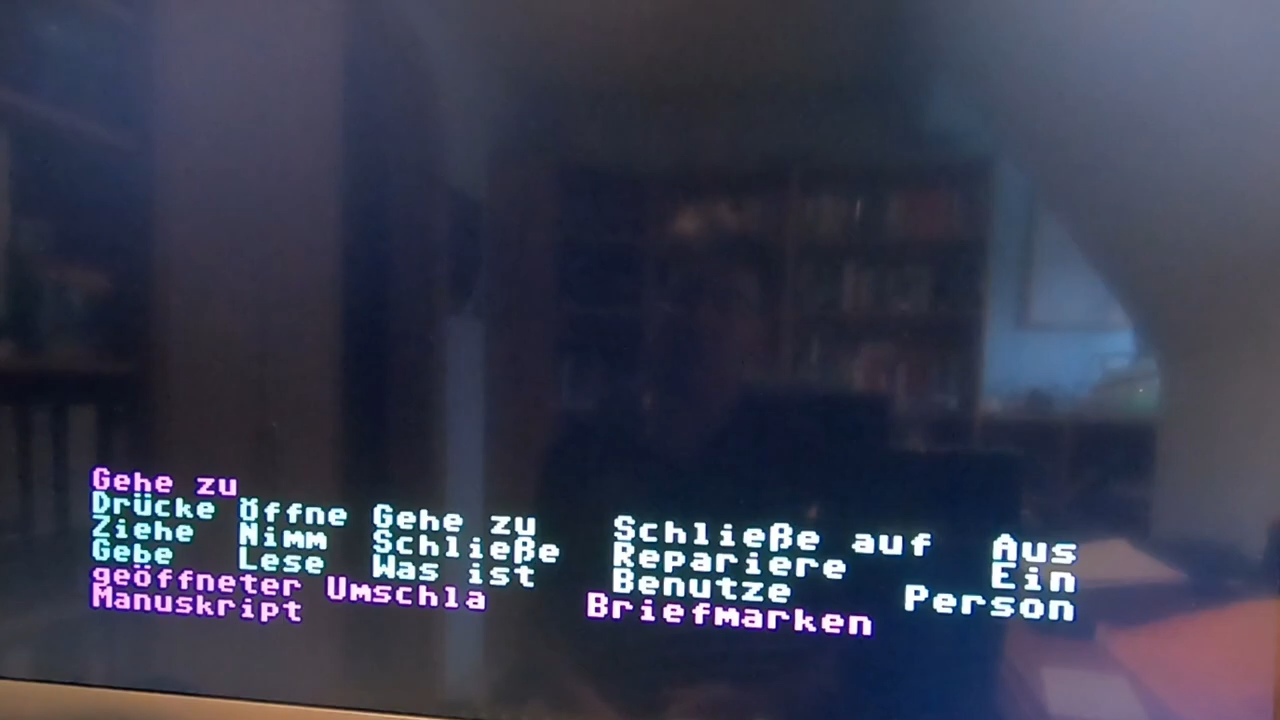 Gehe zu
Drücke Öffne Gehe zu Schließe auf Aus
Ziehe Nimm Schließe Repariere Ein
Gebe Lese Was ist Benutze Person
geöffneter Umschla Briefmarken
Manuskript